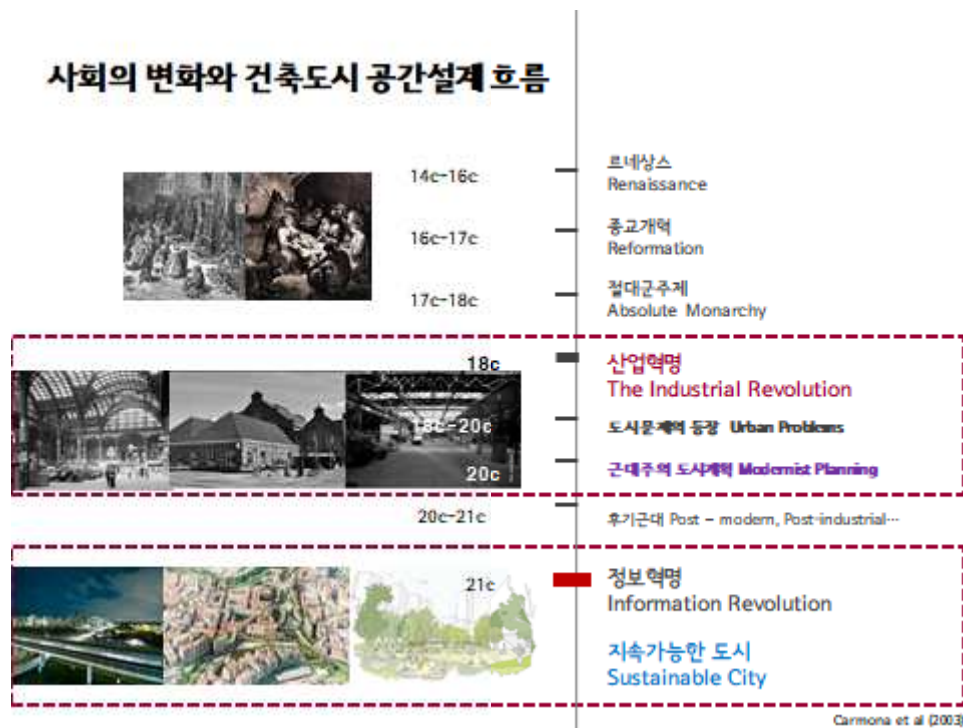 사회의 변화와 건축도시 공간설계 흐름
14c-16c
르네상스
Renaissance
16c-17c
종교개혁
Reformation
17c-18c
절대군주제
Absolute Monarchy
18c
산업혁명
The Industrial Revolution
18c-20c
도시문제의 등장 Urban Problems
20c
근대주의 도시계획 Modernist Planning
20c-21c
후기근대 Post – modern, Post-industrial…
21c
정보혁명
Information Revolution
지속가능한 도시
Sustainable City
Carmona et al (2003)